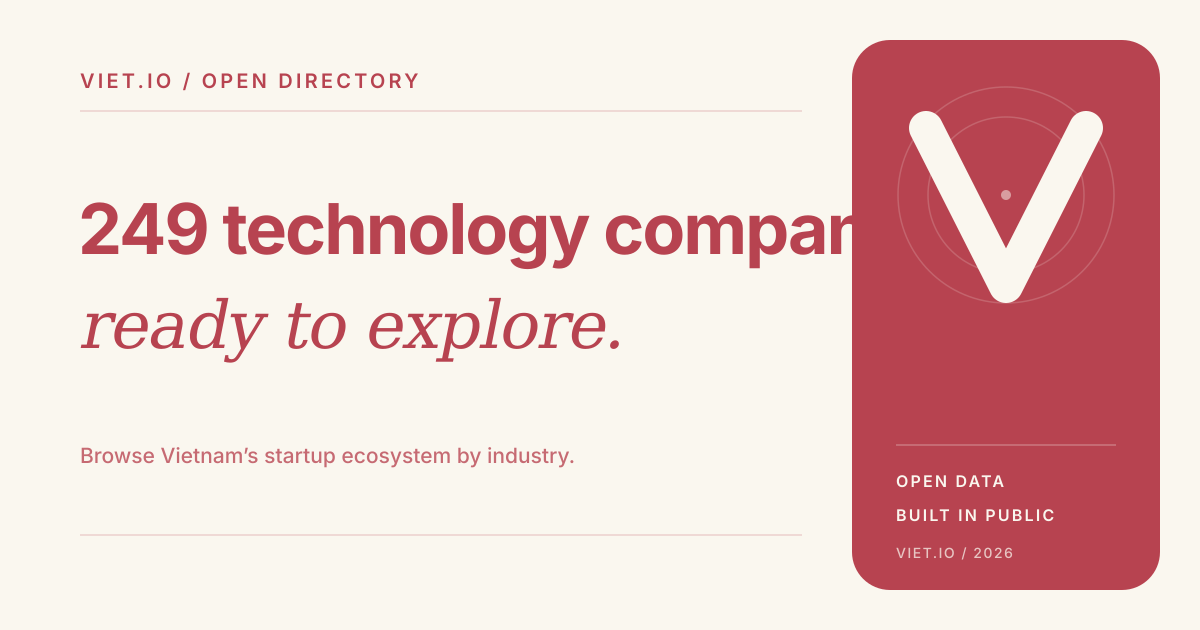 VIET.IO / OPEN DIRECTORY
249 technology compan
ready to explore.
Browse Vietnam’s startup ecosystem by industry.
V
OPEN DATA
BUILT IN PUBLIC
VIET.IO / 2026